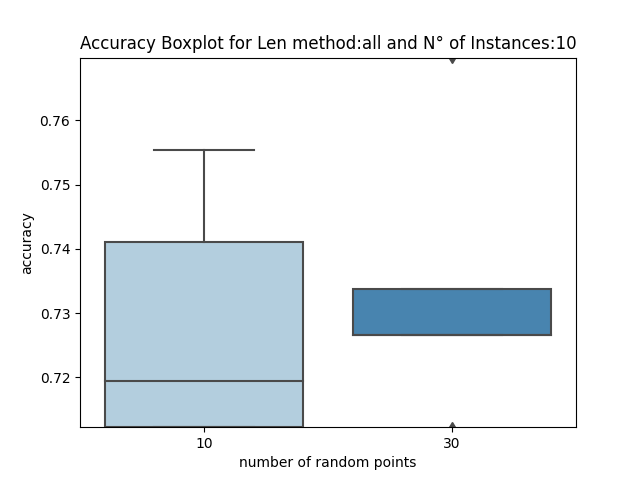 Accuracy Boxplot for Len method:all and N° of Instances:10
0.76
0.75
0.74
0.73
0.72
accuracy
10
30
number of random points